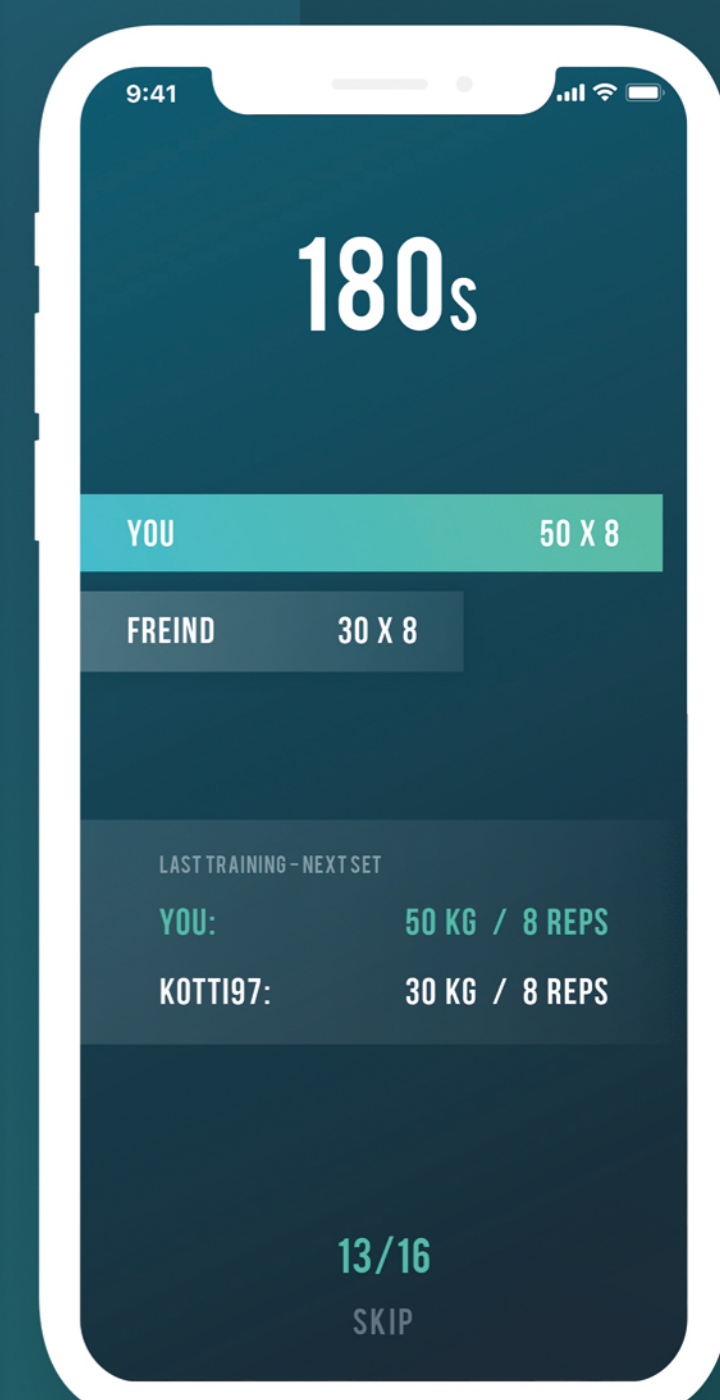 9:41
180s
YOU 50 X 8
FREIND 30 X 8
LAST TRAINING - NEXT SET
YOU: 50 KG / 8 REPS
KOTTI97: 30 KG / 8 REPS
13/16
SKIP